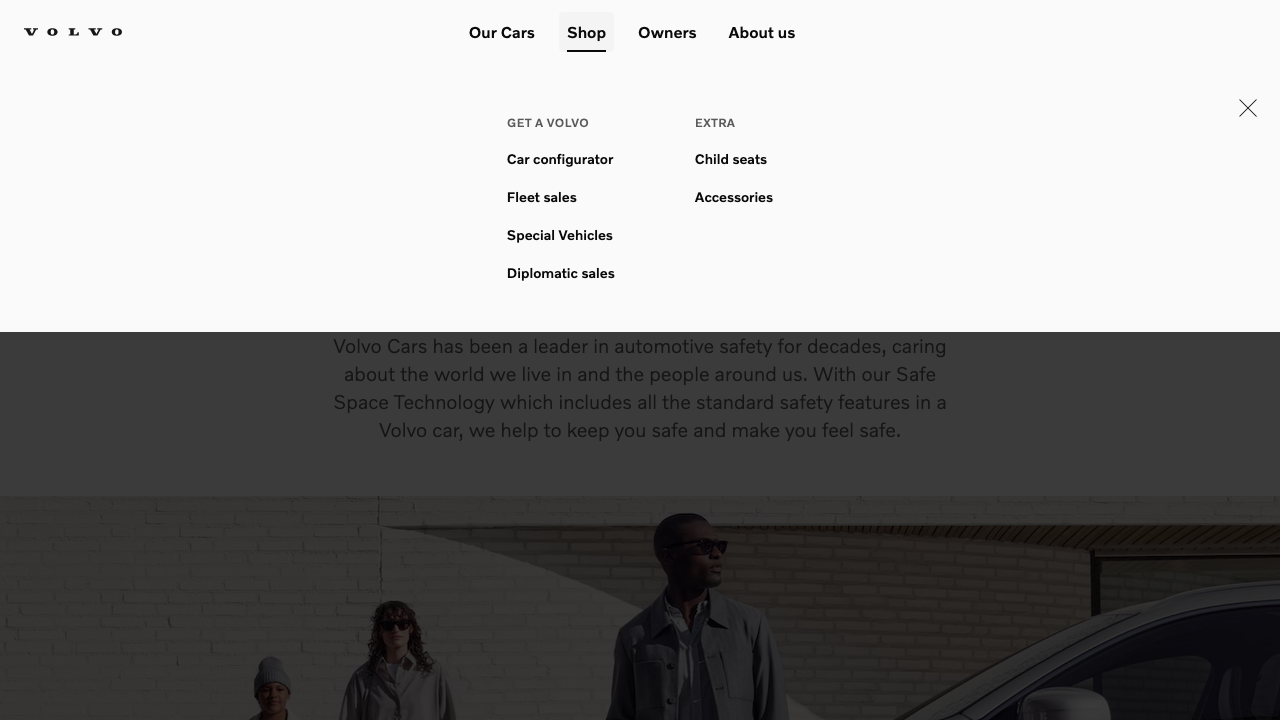 VOLVO
Our Cars
Shop
Owners
About us
GET A VOLVO
Car configurator
Fleet sales
Special Vehicles
Diplomatic sales
EXTRA
Child seats
Accessories
Volvo Cars has been a leader in automotive safety for decades, caring
about the world we live in and the people around us. With our Safe
Space Technology which includes all the standard safety features in a
Volvo car, we help to keep you safe and make you feel safe.